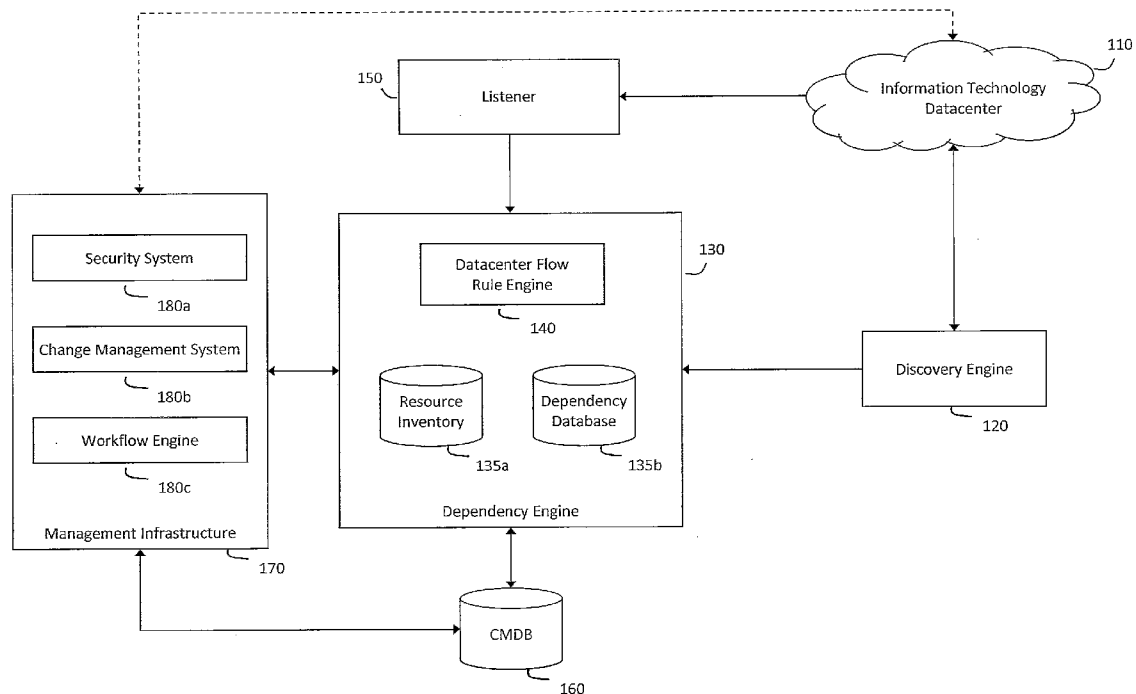 110
150
Listener
Information Technology
Datacenter
130
Security System
180a
Datacenter Flow
Rule Engine
140
Change Management System
180b
Discovery Engine
120
Resource
Inventory
135a
Dependency
Database
135b
Workflow Engine
180c
Dependency Engine
Management Infrastructure
170
CMDB
160